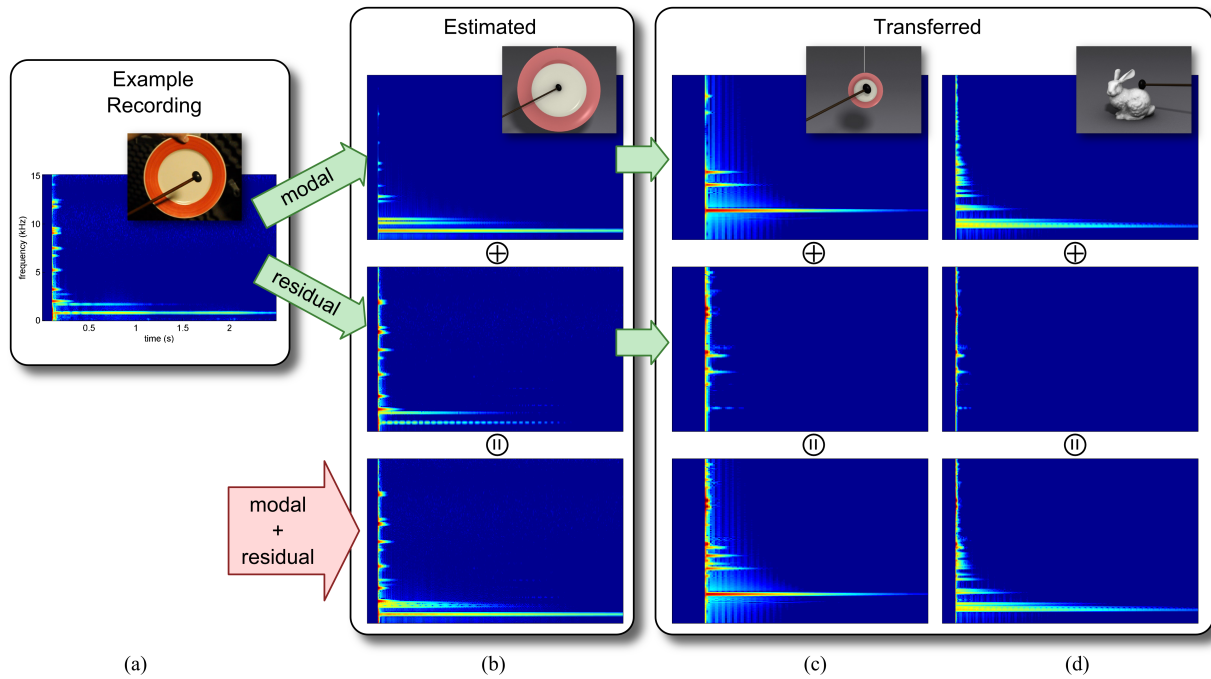 Example
Recording
15
10
5
0
frequency (kHz)
0.5 1 1.5 2
time (s)
modal
residual
modal
+
residual
Estimated
+
=
Transferred
+ +
= =
(a) (b) (c) (d)